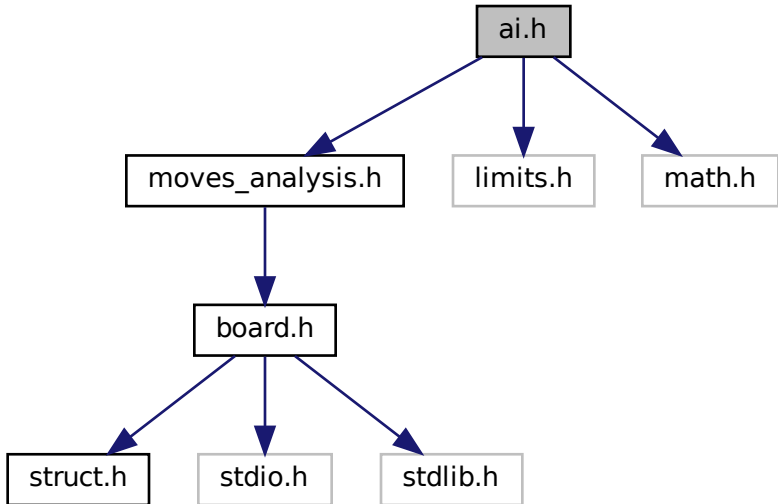 ai.h
moves_analysis.h
limits.h
math.h
board.h
struct.h
stdio.h
stdlib.h